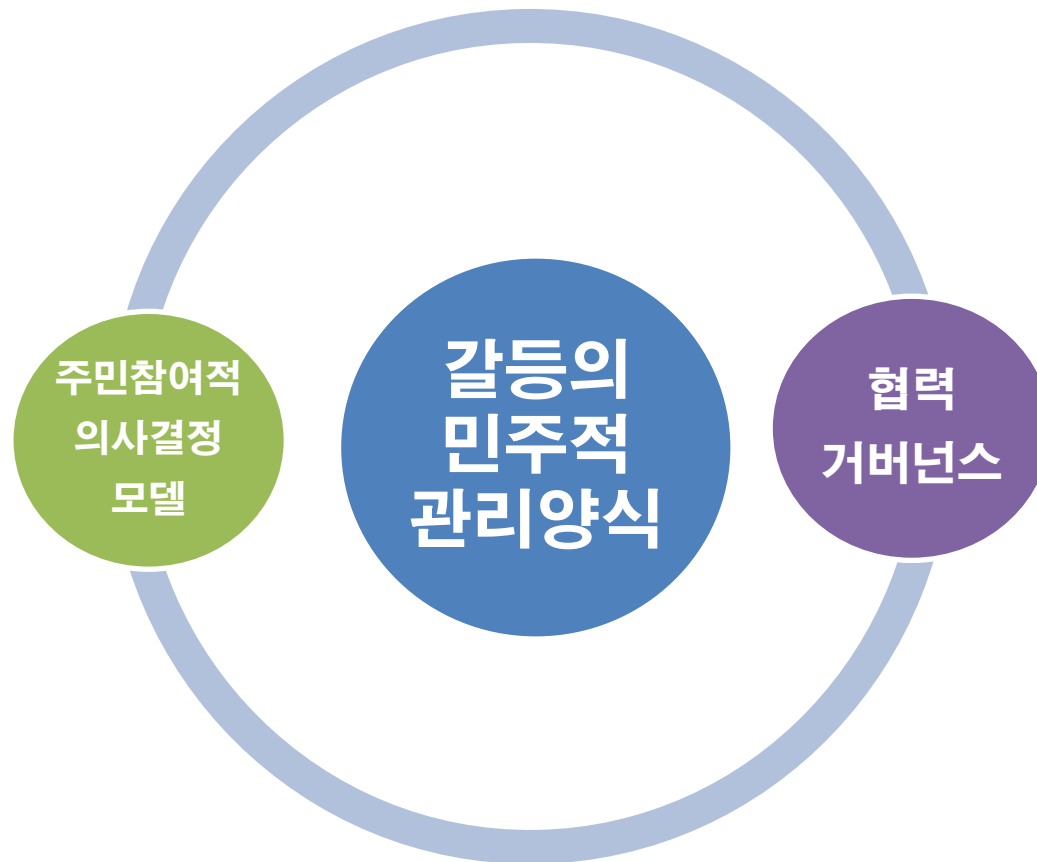 주민참여적
의사결정
모델
갈등의
민주적
관리양식
협력
거버넌스